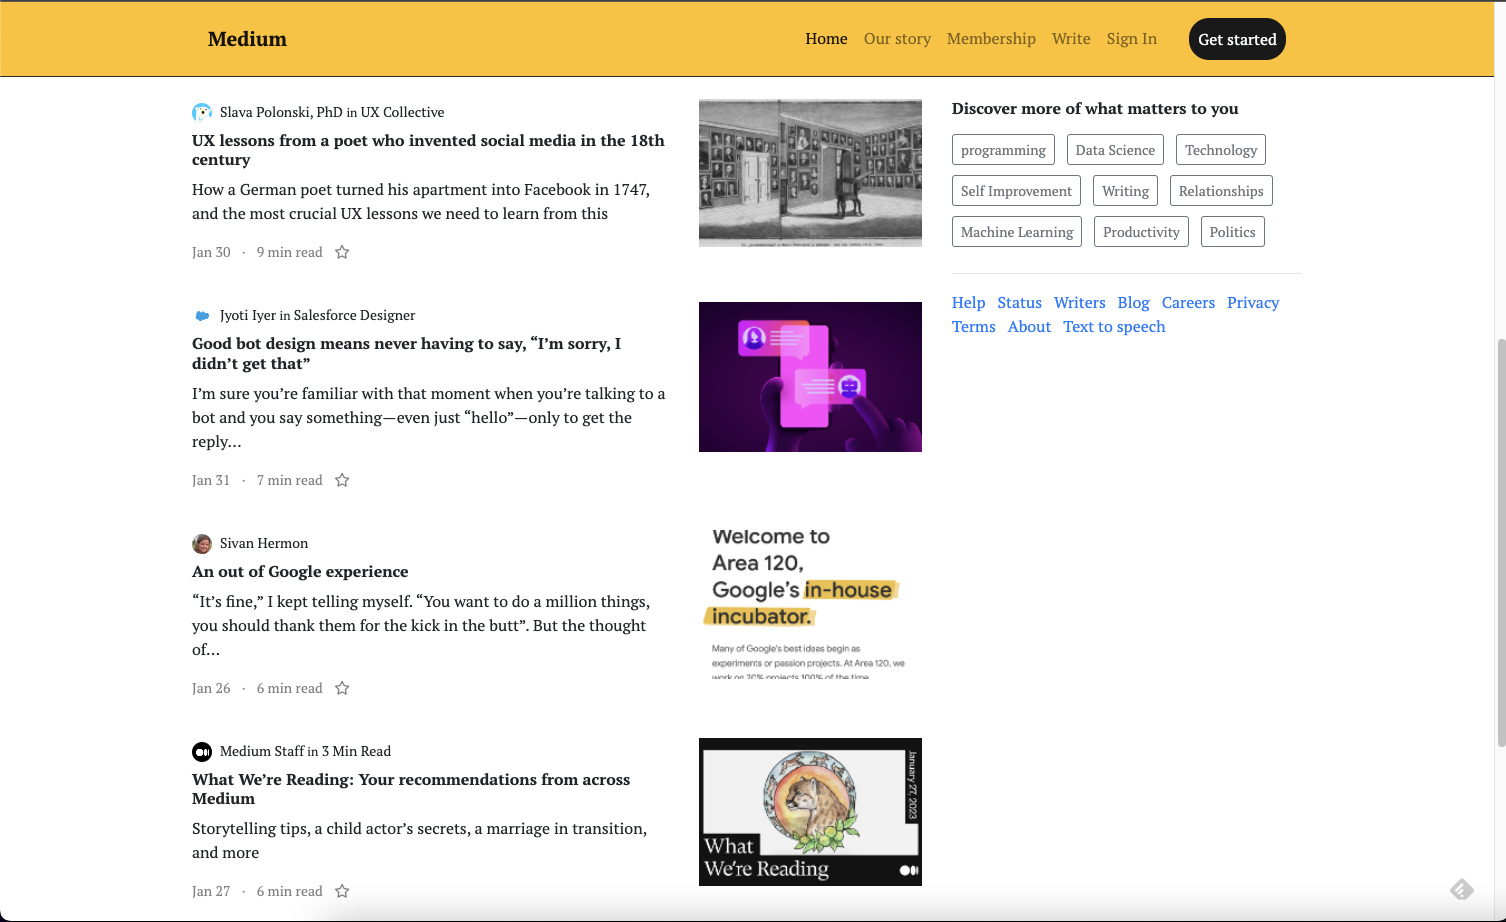 Medium
Home Our story Membership Write Sign In Get started
Slava Polonski, PhD in UX Collective
UX lessons from a poet who invented social media in the 18th
century
How a German poet turned his apartment into Facebook in 1747,
and the most crucial UX lessons we need to learn from this
Jan 30 · 9 min read
Jyoti Iyer in Salesforce Designer
Good bot design means never having to say, “I’m sorry, I
didn’t get that”
I’m sure you’re familiar with that moment when you’re talking to a
bot and you say something—even just “hello”—only to get the
reply…
Jan 31 · 7 min read
Sivan Hermon
An out of Google experience
“It’s fine,” I kept telling myself. “You want to do a million things,
you should thank them for the kick in the butt”. But the thought
of…
Jan 26 · 6 min read
Welcome to
Area 120,
Google’s in-house
incubator.
Many of Google’s best ideas begin as
experiments or passion projects. At Area 120, we
work on 20% projects 100% of the time.
Medium Staff in 3 Min Read
What We’re Reading: Your recommendations from across
Medium
Storytelling tips, a child actor’s secrets, a marriage in transition,
and more
Jan 27 · 6 min read
January 27, 2023
What
We’re Reading
Discover more of what matters to you
programming Data Science Technology
Self Improvement Writing Relationships
Machine Learning Productivity Politics
Help Status Writers Blog Careers Privacy
Terms About Text to speech